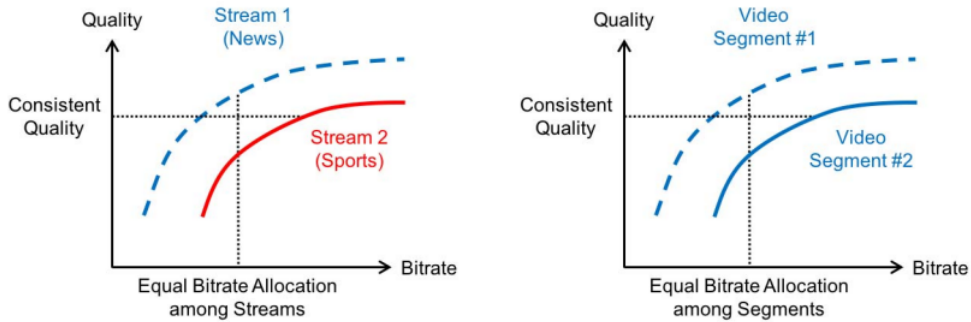 Quality
Stream 1
(News)
Consistent
Quality
Stream 2
(Sports)
Bitrate
Equal Bitrate Allocation
among Streams
Quality
Video
Segment #1
Consistent
Quality
Video
Segment #2
Bitrate
Equal Bitrate Allocation
among Segments